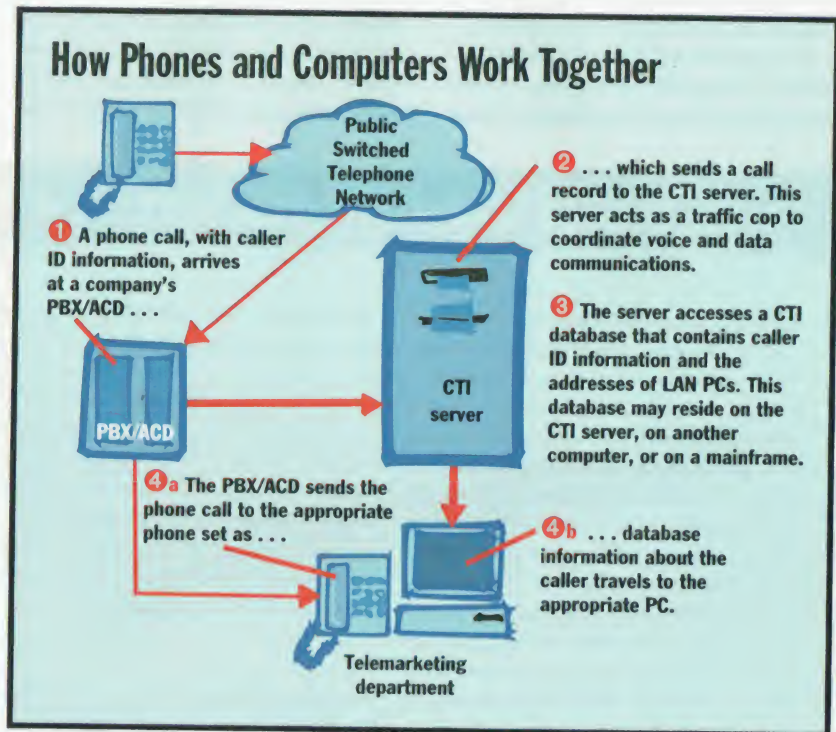 How Phones and Computers Work Together
Public
Switched
Telephone
Network
1 A phone call, with caller
ID information, arrives
at a company's
PBX/ACD . . .
2 . . . which sends a call
record to the CTI server. This
server acts as a traffic cop to
coordinate voice and data
communications.
3 The server accesses a CTI
database that contains caller
ID information and the
addresses of LAN PCs. This
database may reside on the
CTI server, on another
computer, or on a mainframe.
CTI
server
PBX/ACD
4a The PBX/ACD sends the
phone call to the appropriate
phone set as . . .
4b . . . database
information about the
caller travels to the
appropriate PC.
Telemarketing
department